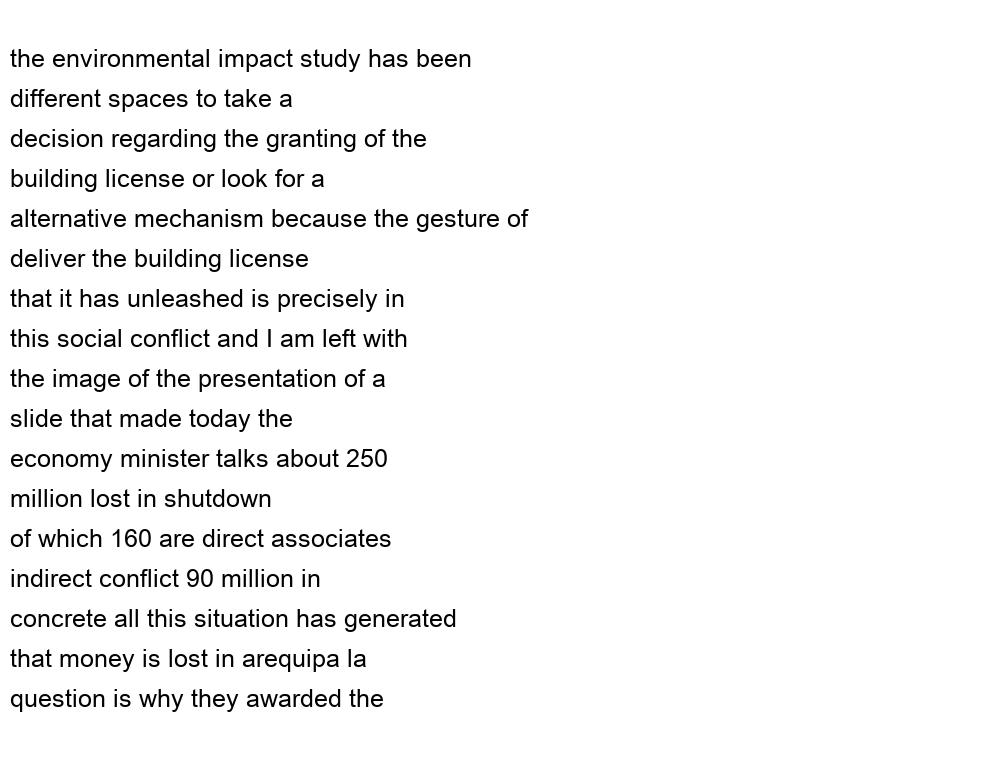 the environmental impact study has been
different spaces to take a
decision regarding the granting of the
building license or look for a
alternative mechanism because the gesture of
deliver the building license
that it has unleashed is precisely in
this social conflict and I am left with
the image of the presentation of a
slide that made today the
economy minister talks about 250
million lost in shutdown
of which 160 are direct associates
indirect conflict 90 million in
concrete all this situation has generated
that money is lost in arequipa la
question is why they awarded the